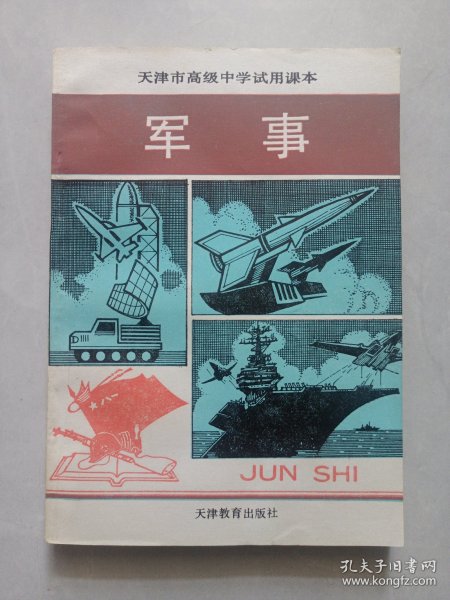 天津市高级中学试用课本
军事
八一
JUN SHI
天津教育出版社
孔夫子旧书网
www.kongfz.com